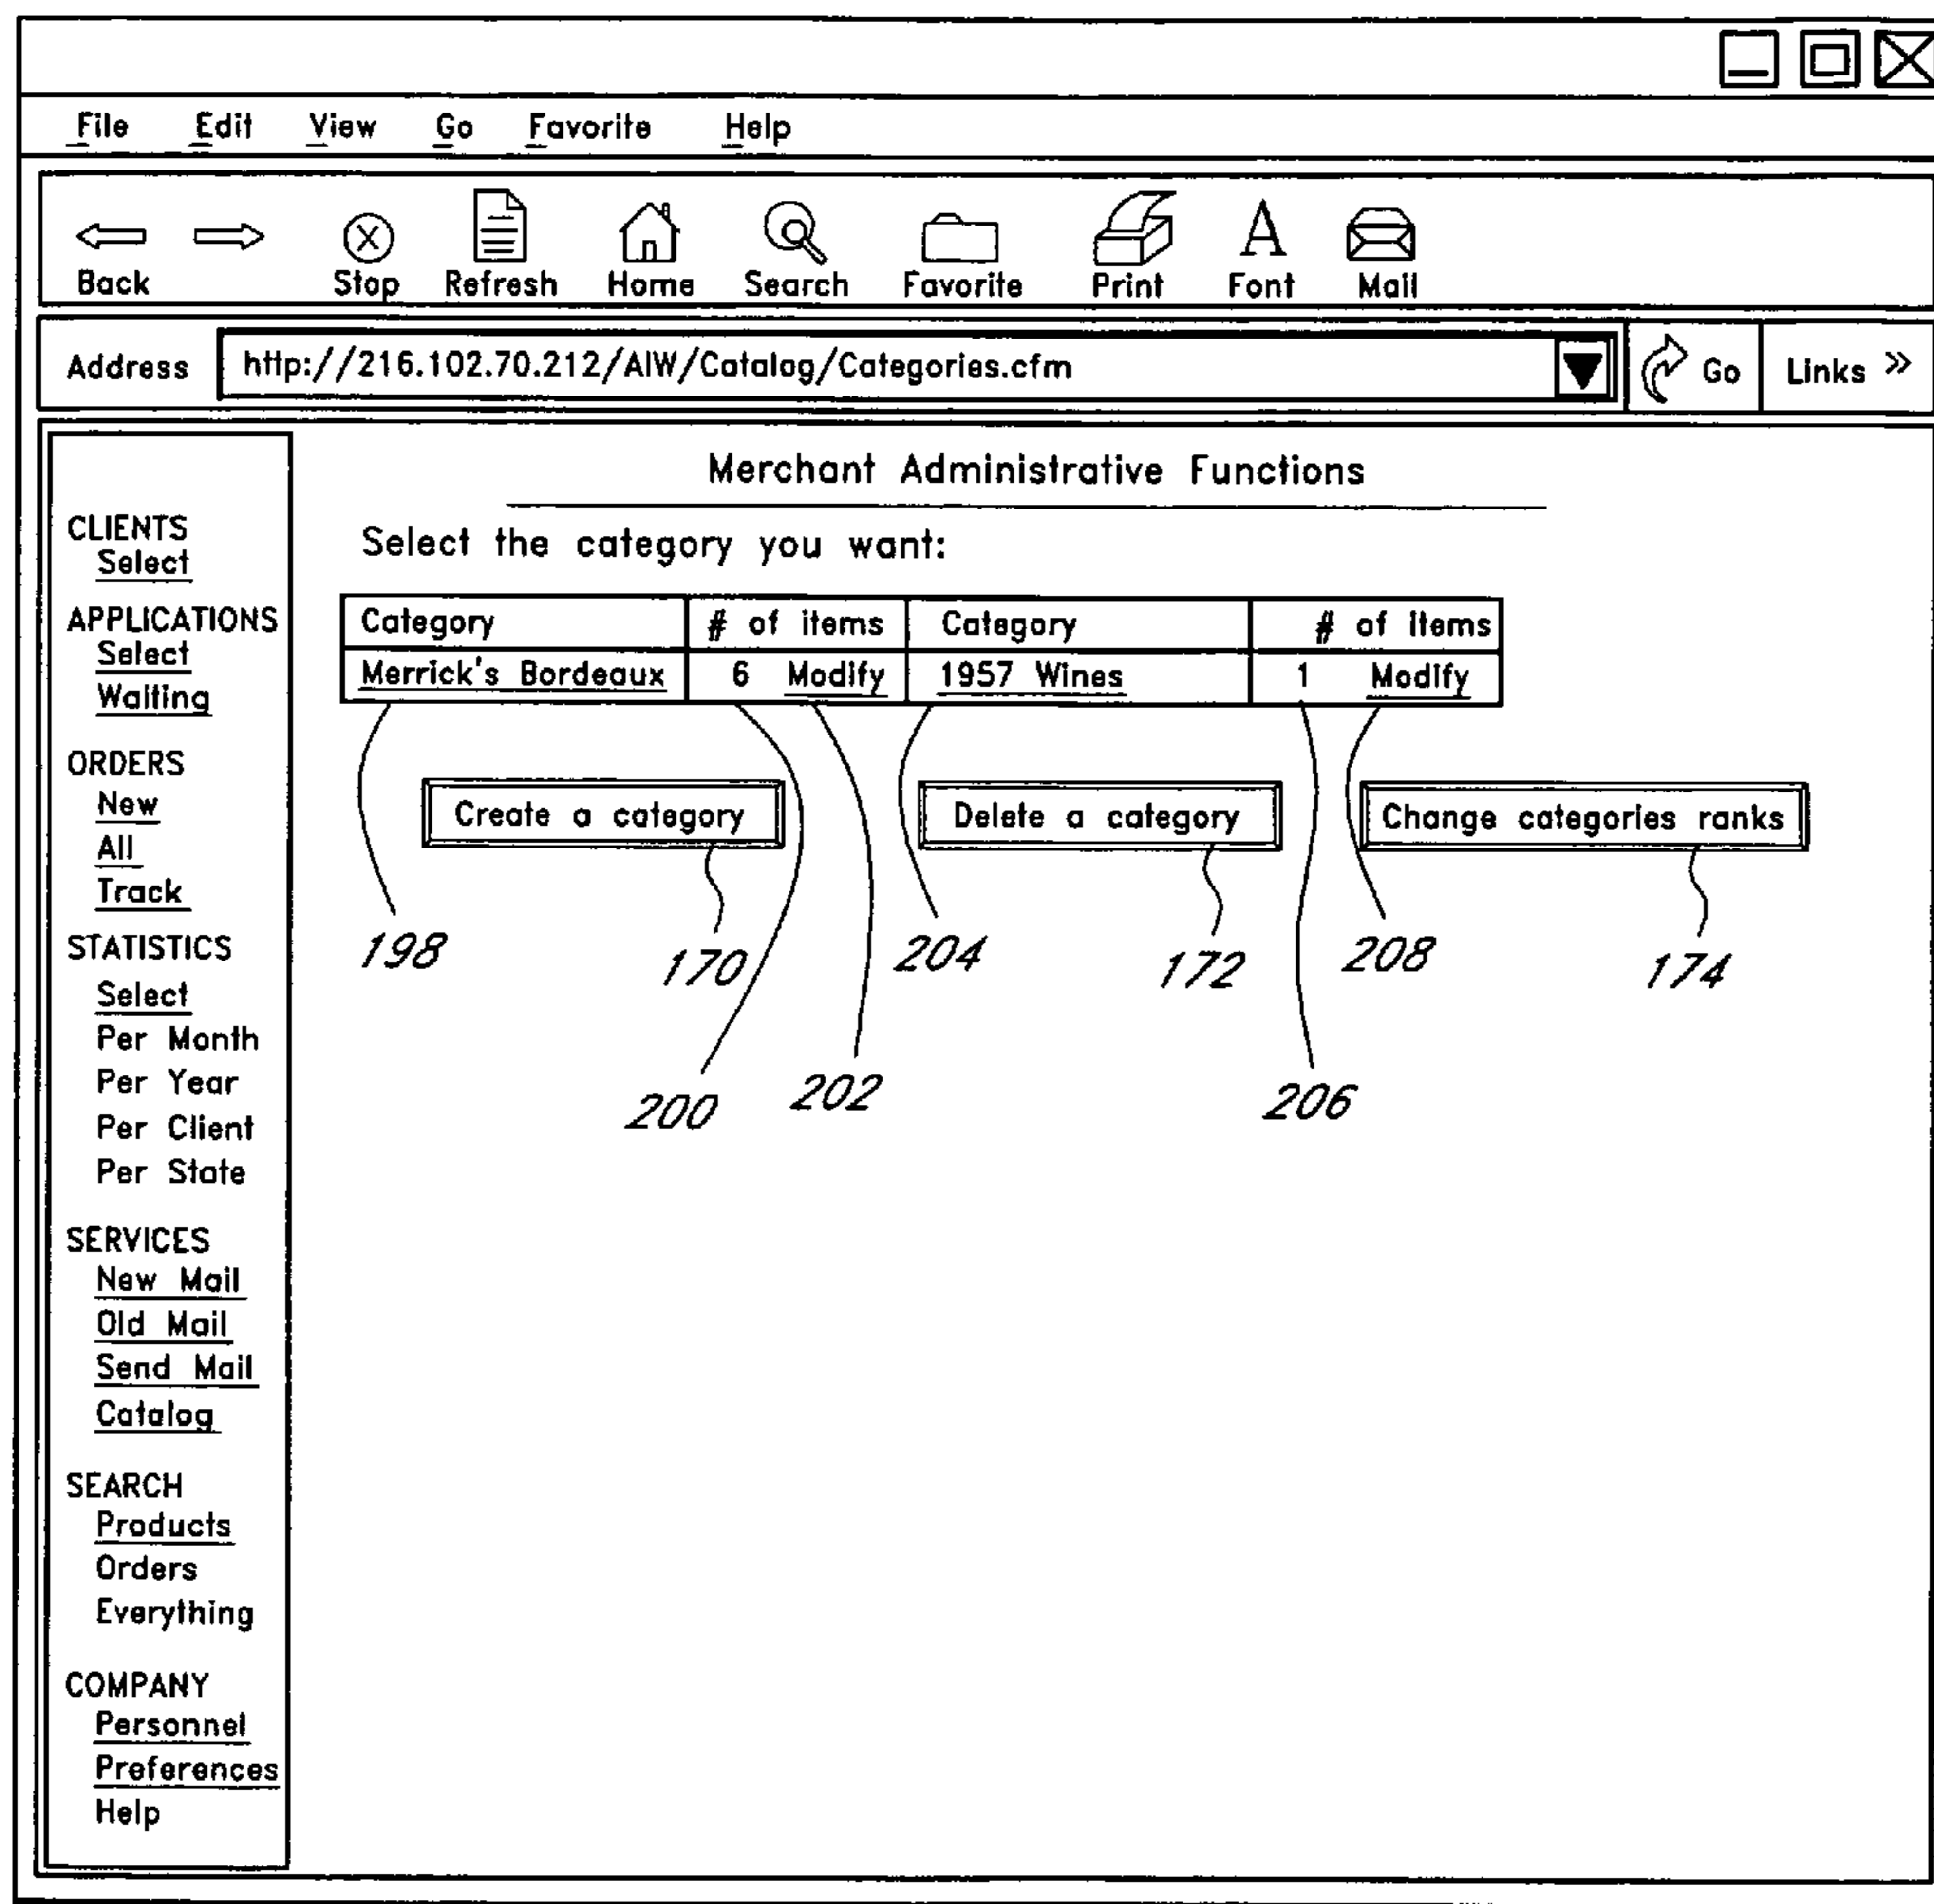 File Edit View Go Favorite Help
Back Stop Refresh Home Search Favorite Print Font Mail
Address http://216.102.70.212/AIW/Catalog/Categories.cfm Go Links »
Merchant Administrative Functions
Select the category you want:
Category # of items Category # of items
Merrick's Bordeaux 6 Modify 1957 Wines 1 Modify
Create a category Delete a category Change categories ranks
198 170 204 172 208 174
200 202 206
CLIENTS
Select
APPLICATIONS
Select
Waiting
ORDERS
New
All
Track
STATISTICS
Select
Per Month
Per Year
Per Client
Per State
SERVICES
New Mail
Old Mail
Send Mail
Catalog
SEARCH
Products
Orders
Everything
COMPANY
Personnel
Preferences
Help